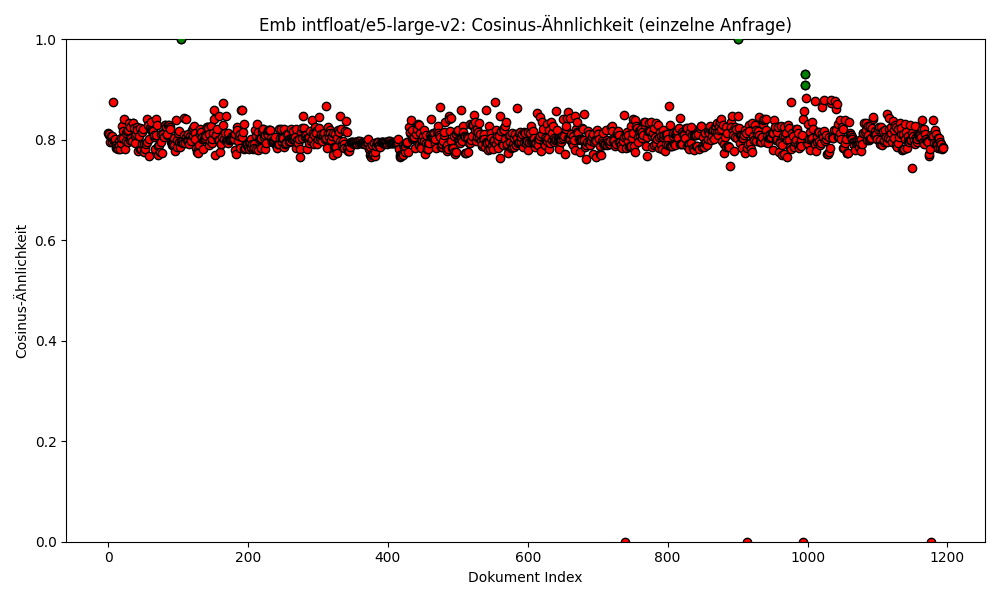 Emb intfloat/e5-large-v2: Cosinus-Ähnlichkeit (einzelne Anfrage)
1.0
0.8
0.6
0.4
0.2
0.0
Cosinus-Ähnlichkeit
0 200 400 600 800 1000 1200
Dokument Index